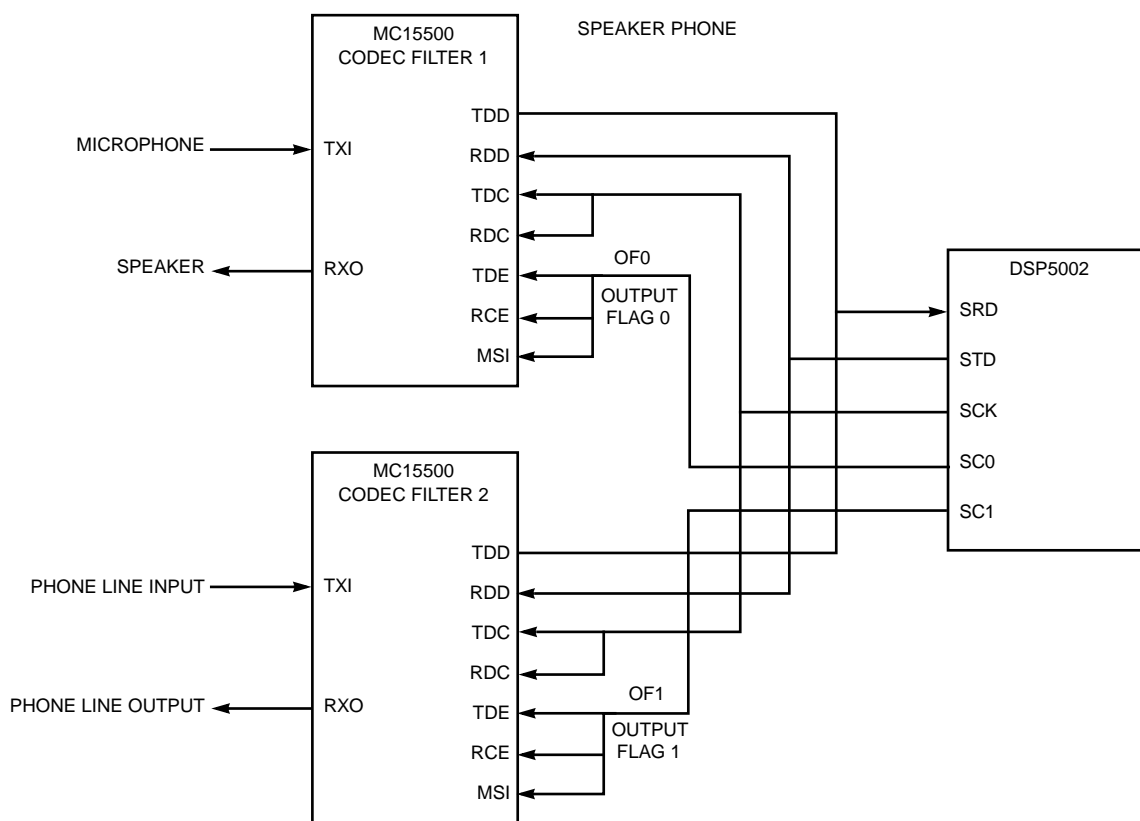 SPEAKER PHONE
MC15500
CODEC FILTER 1
TDD
MICROPHONE
TXI
RDD
TDC
RDC
SPEAKER
RXO
TDE
OF0
OUTPUT
FLAG 0
RCE
MSI
DSP5002
SRD
STD
SCK
SC0
SC1
MC15500
CODEC FILTER 2
TDD
PHONE LINE INPUT
TXI
RDD
TDC
RDC
PHONE LINE OUTPUT
RXO
TDE
OF1
OUTPUT
FLAG 1
RCE
MSI